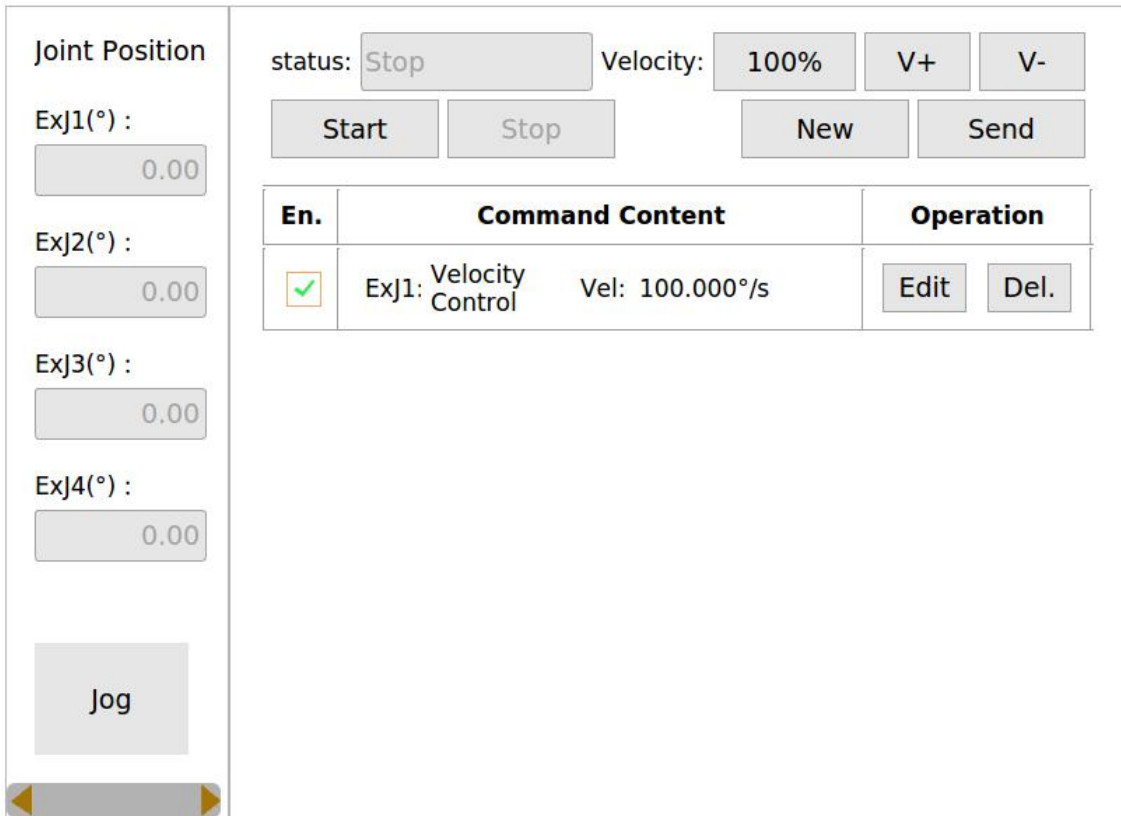 Joint Position
ExJ1(°) :
0.00
ExJ2(°) :
0.00
ExJ3(°) :
0.00
ExJ4(°) :
0.00
Jog
status: Stop Velocity: 100% V+ V-
Start Stop New Send
En. Command Content Operation
ExJ1: Velocity Control Vel: 100.000°/s Edit Del.